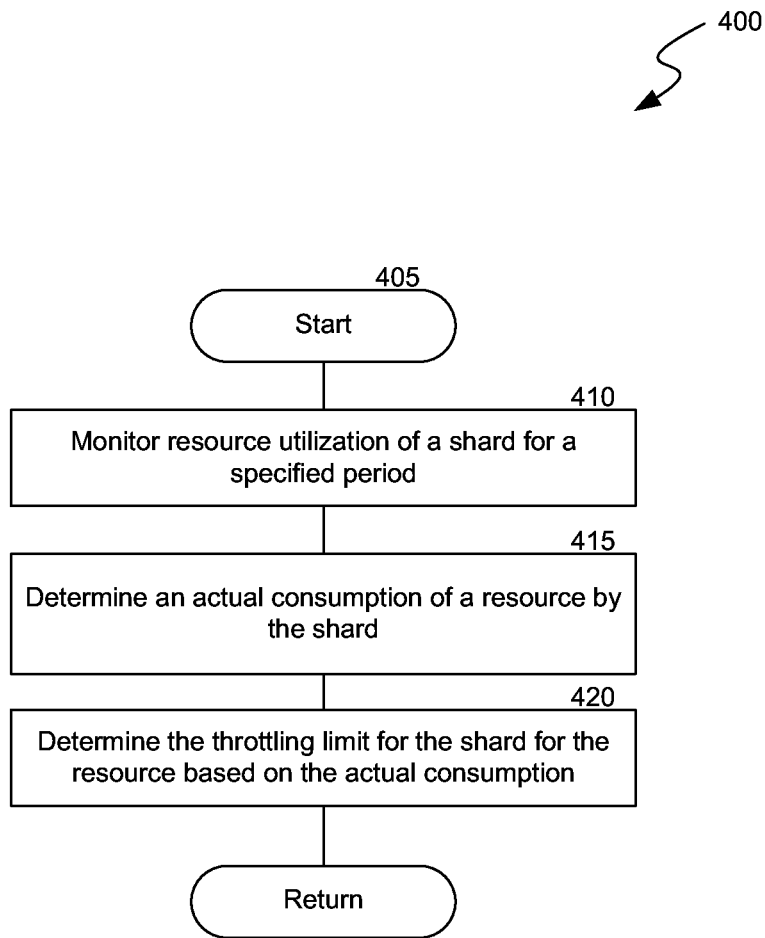 400
405
Start
410
Monitor resource utilization of a shard for a
specified period
415
Determine an actual consumption of a resource by
the shard
420
Determine the throttling limit for the shard for the
resource based on the actual consumption
Return